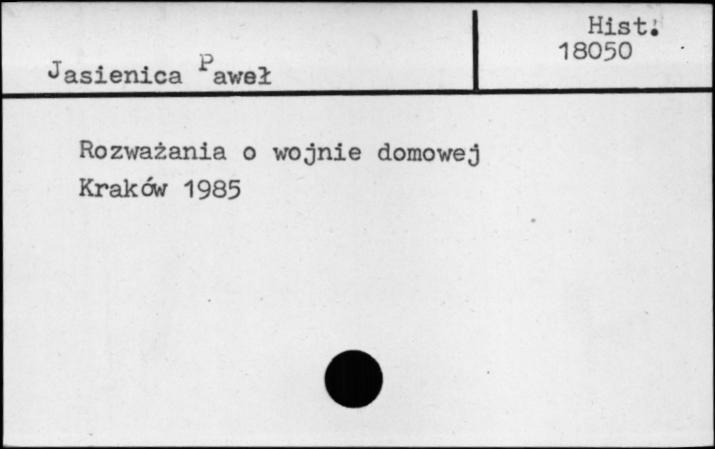 Hist.
18050
Jasienica Paweł
Rozważania o wojnie domowej
Kraków 1985